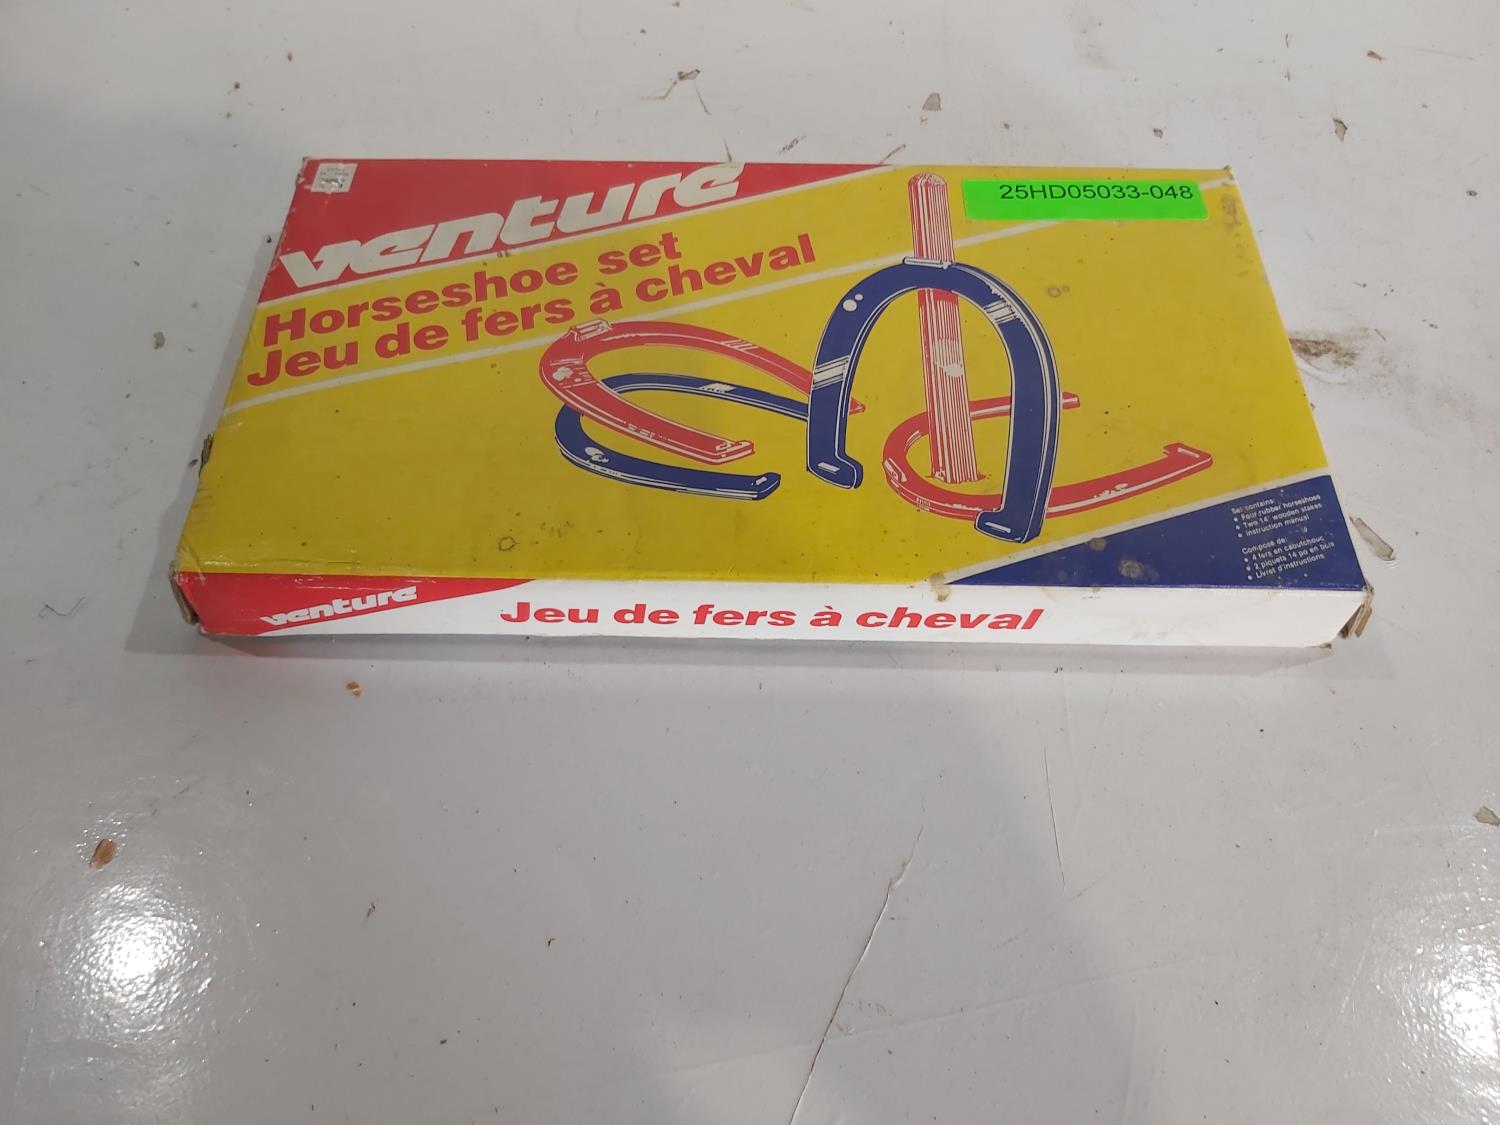 venture
25HD05033-048
Horseshoe set
Jeu de fers à cheval
Set contains:
• Four rubber horseshoes
• Two 14" wooden stakes
• Instruction manual
Composé de:
• 4 fers en caoutchouc
• 2 piquets 14 po en bois
• Livret d'instructions
venture
Jeu de fers à cheval